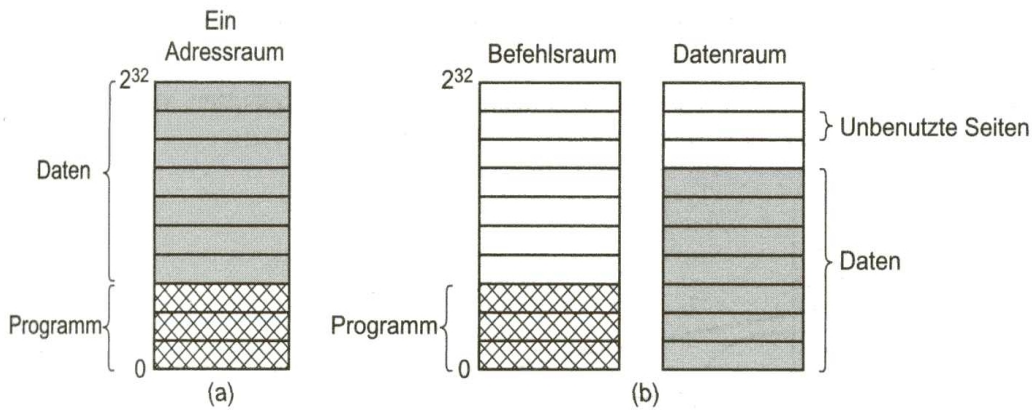 Ein
Adressraum
2³²
Daten
Programm
0
(a)
Befehlsraum
Datenraum
2³²
Unbenutzte Seiten
Daten
Programm
0
(b)